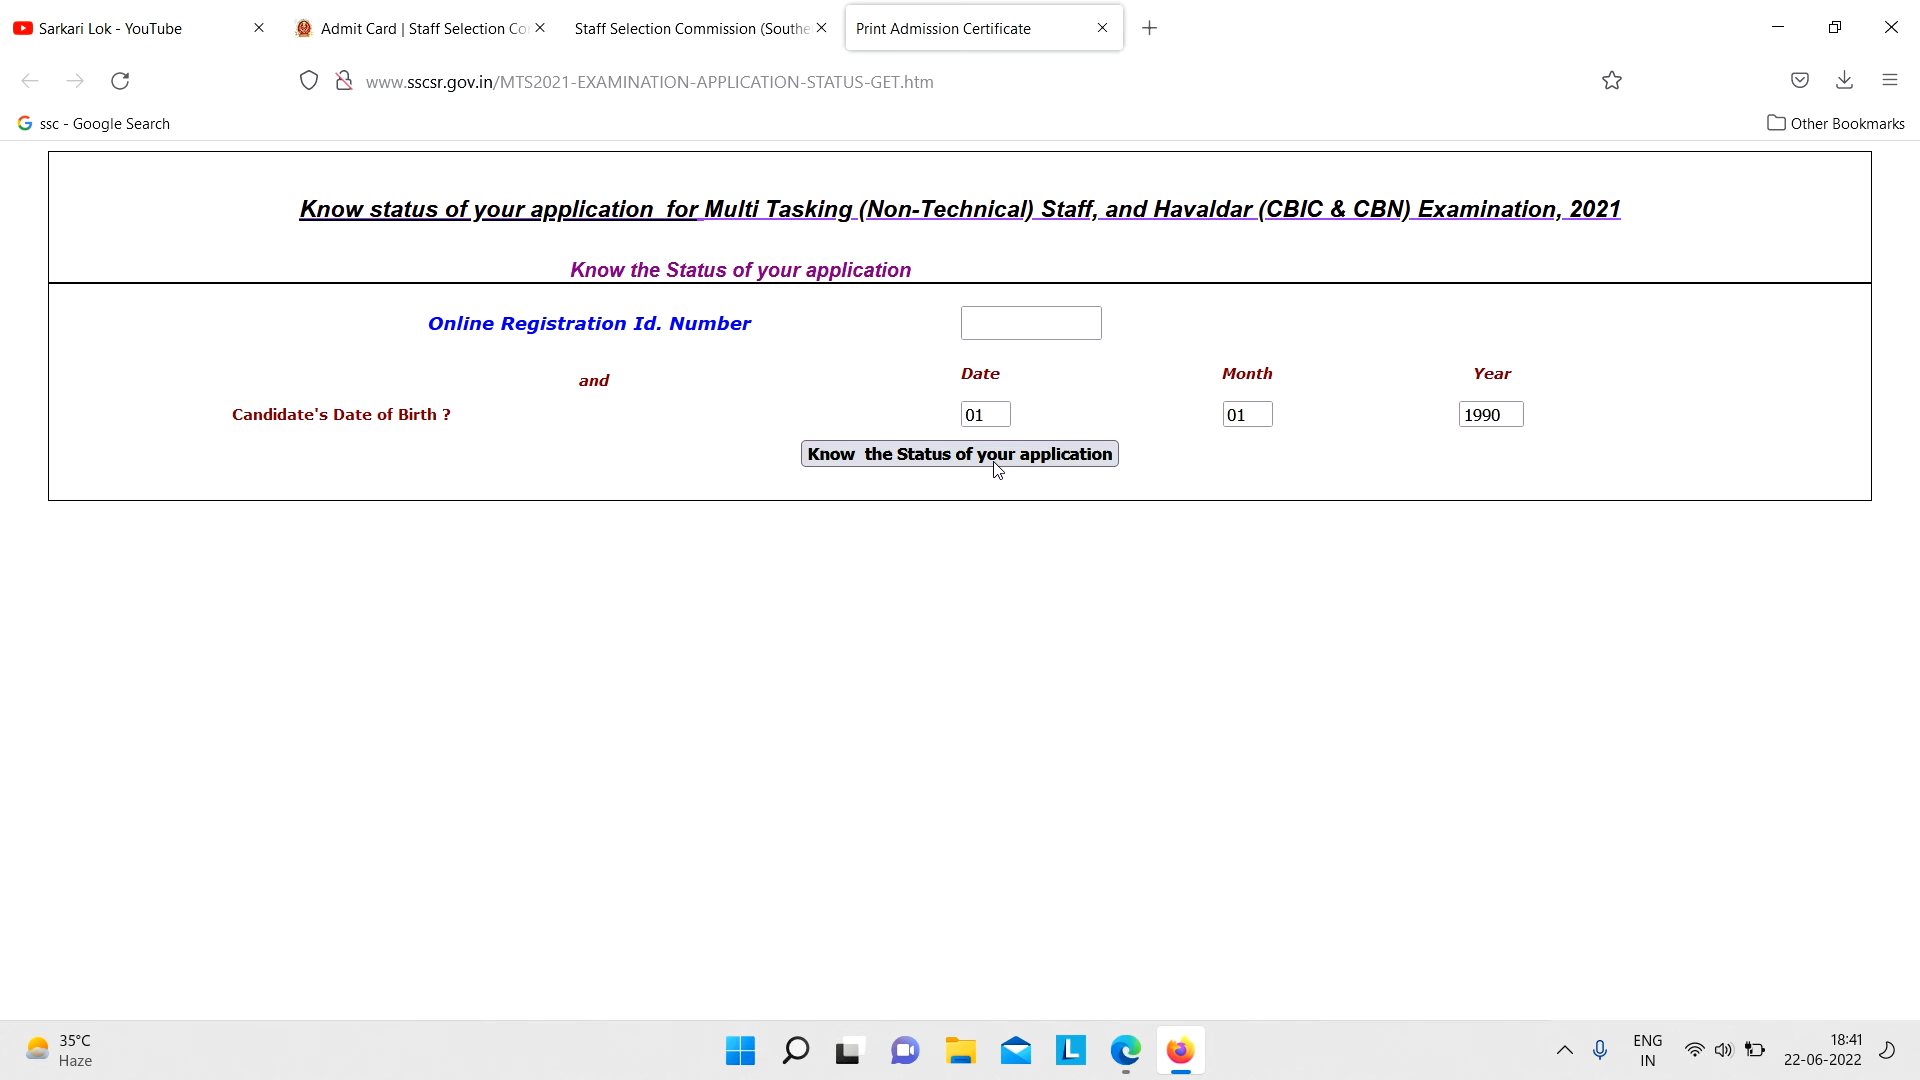 Sarkari Lok - YouTube
Admit Card | Staff Selection Co
Staff Selection Commission (Southe
Print Admission Certificate
www.sscsr.gov.in/MTS2021-EXAMINATION-APPLICATION-STATUS-GET.htm
ssc - Google Search
Other Bookmarks
Know status of your application for Multi Tasking (Non-Technical) Staff, and Havaldar (CBIC & CBN) Examination, 2021
Know the Status of your application
Online Registration Id. Number
and
Date
Month
Year
Candidate's Date of Birth ?
01
01
1990
Know the Status of your application
35°C
Haze
L
ENG
IN
18:41
22-06-2022